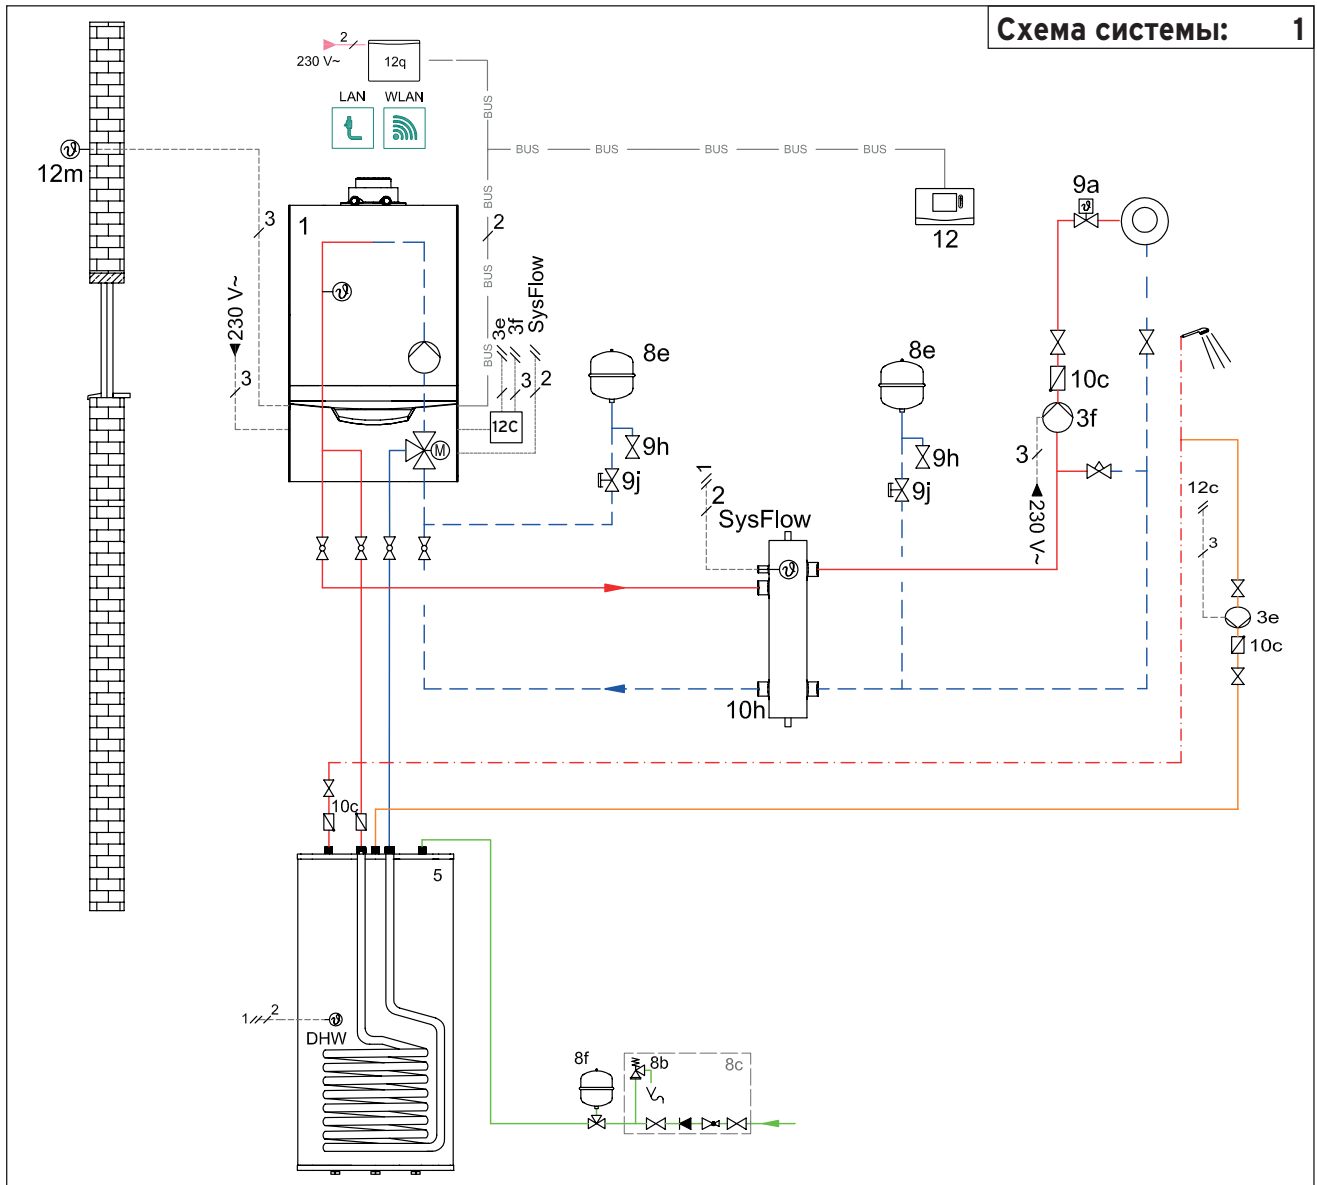 Схема системы: 1
2
230 V~
12q
LAN WLAN
BUS
BUS BUS BUS BUS BUS
12m
3
1
BUS
2
BUS
12
9a
230 V~
3
3e
3f
SysFlow
BUS
3
2
12C
M
8e
9h
9j
8e
9h
9j
10c
3f
3
230 V~
1
2
SysFlow
12c
3
3e
10c
10h
10c
5
1
2
DHW
8f
8b
8c